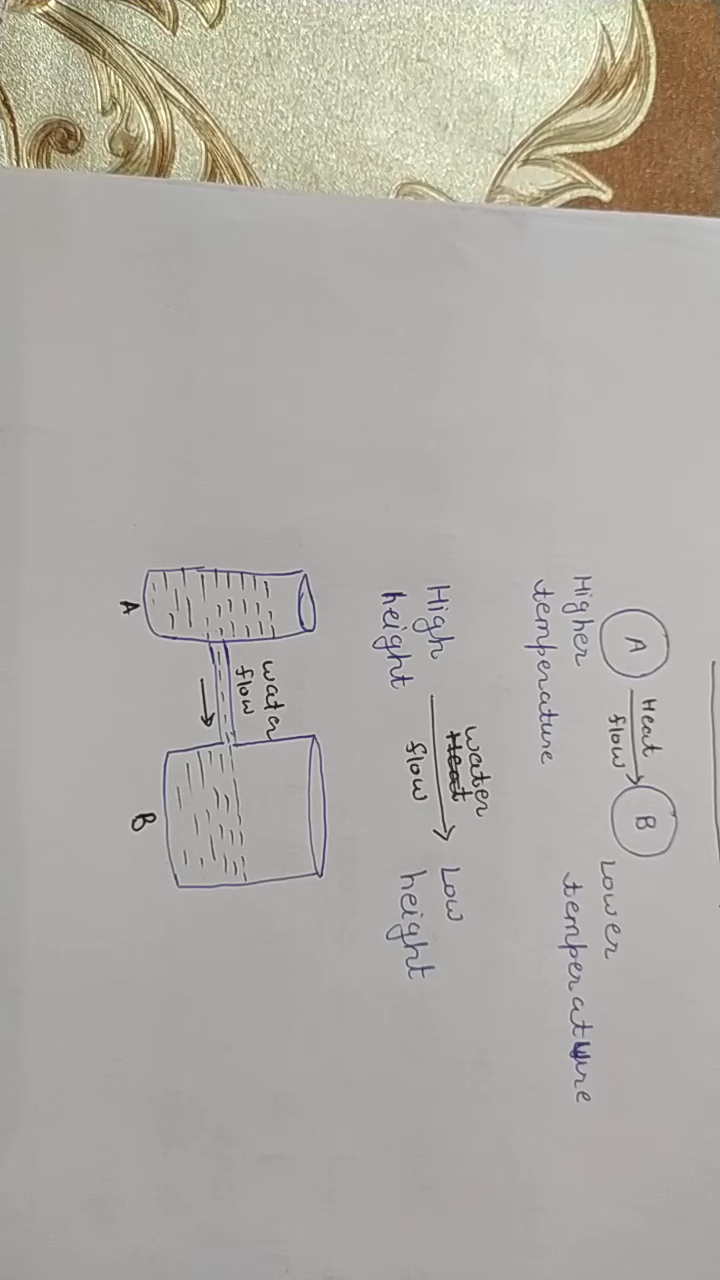 A
Heat
flow
B
Higher
temperature
Lower
temperature
High
height
water
Heat
flow
Low
height
water
flow
A
B